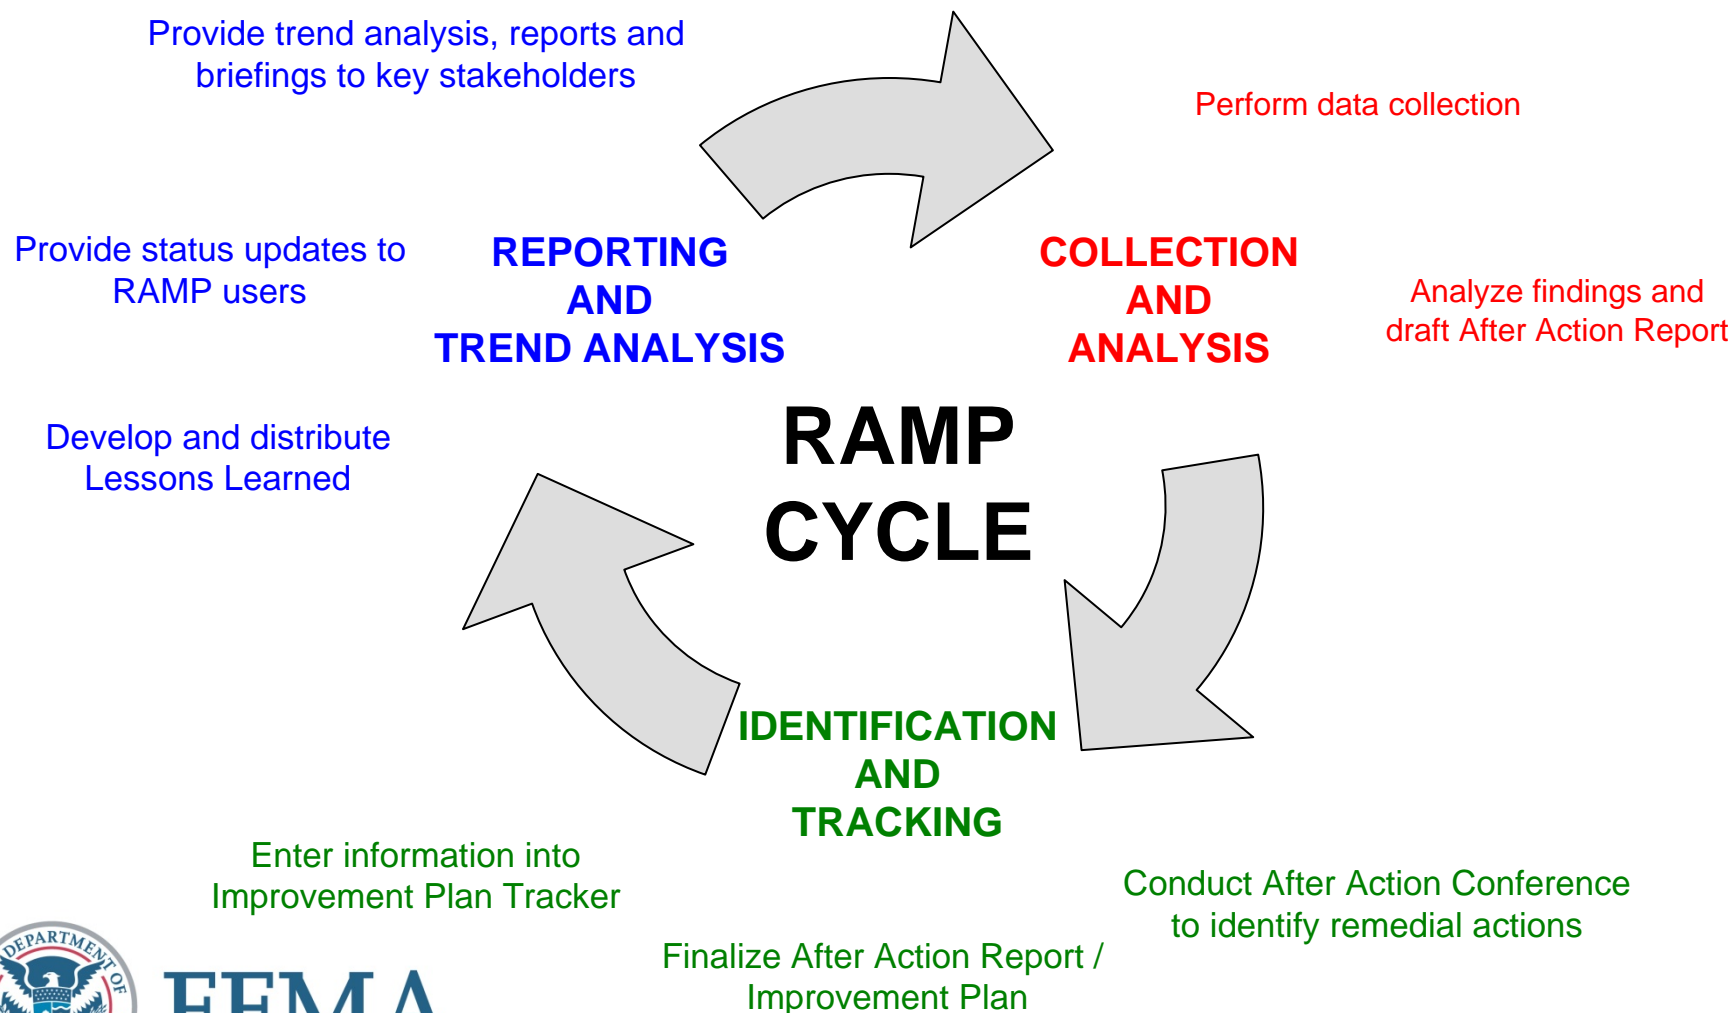 Provide trend analysis, reports and
briefings to key stakeholders
Perform data collection
Provide status updates to
RAMP users
REPORTING
AND
TREND ANALYSIS
COLLECTION
AND
ANALYSIS
Analyze findings and
draft After Action Report
Develop and distribute
Lessons Learned
RAMP
CYCLE
IDENTIFICATION
AND
TRACKING
Enter information into
Improvement Plan Tracker
Conduct After Action Conference
to identify remedial actions
Finalize After Action Report /
Improvement Plan
DEPARTMENT OF
FEMA